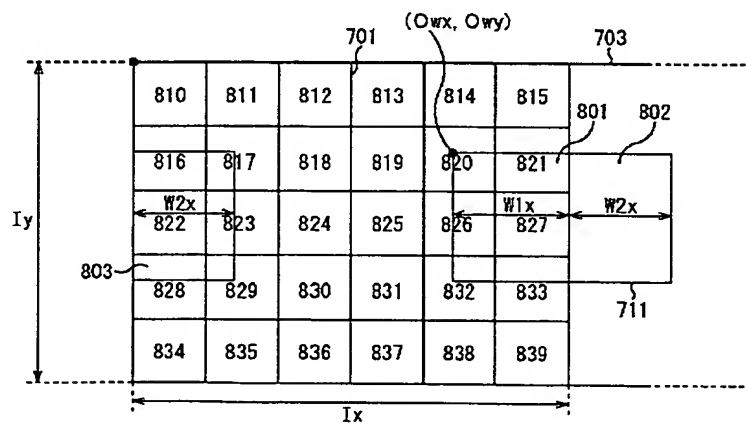 (Owx, Owy)
701
703
810 811 812 813 814 815
801
802
816 817 818 819 820 821
W2x
W1x
W2x
Iy
822 823 824 825 826 827
803
828 829 830 831 832 833
711
834 835 836 837 838 839
Ix